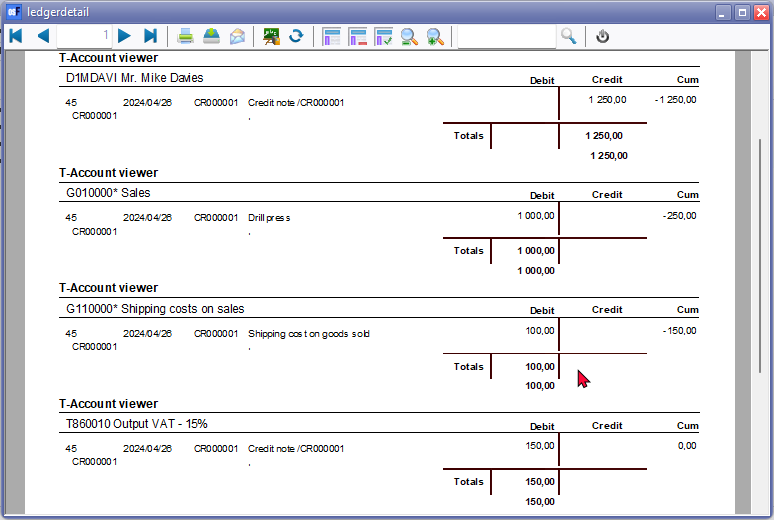 ledgerdetail
1
T-Account viewer
D1MDAVI Mr. Mike Davies Debit Credit Cum
45 2024/04/26 CR000001 Credit note /CR000001 1 250,00 -1 250,00
CR000001 .
Totals 1 250,00
1 250,00
T-Account viewer
G010000* Sales Debit Credit Cum
45 2024/04/26 CR000001 Drill press 1 000,00 -250,00
CR000001 .
Totals 1 000,00
1 000,00
T-Account viewer
G110000* Shipping costs on sales Debit Credit Cum
45 2024/04/26 CR000001 Shipping cost on goods sold 100,00 -150,00
CR000001 .
Totals 100,00
100,00
T-Account viewer
T860010 Output VAT - 15% Debit Credit Cum
45 2024/04/26 CR000001 Credit note /CR000001 150,00 0,00
CR000001 .
Totals 150,00
150,00